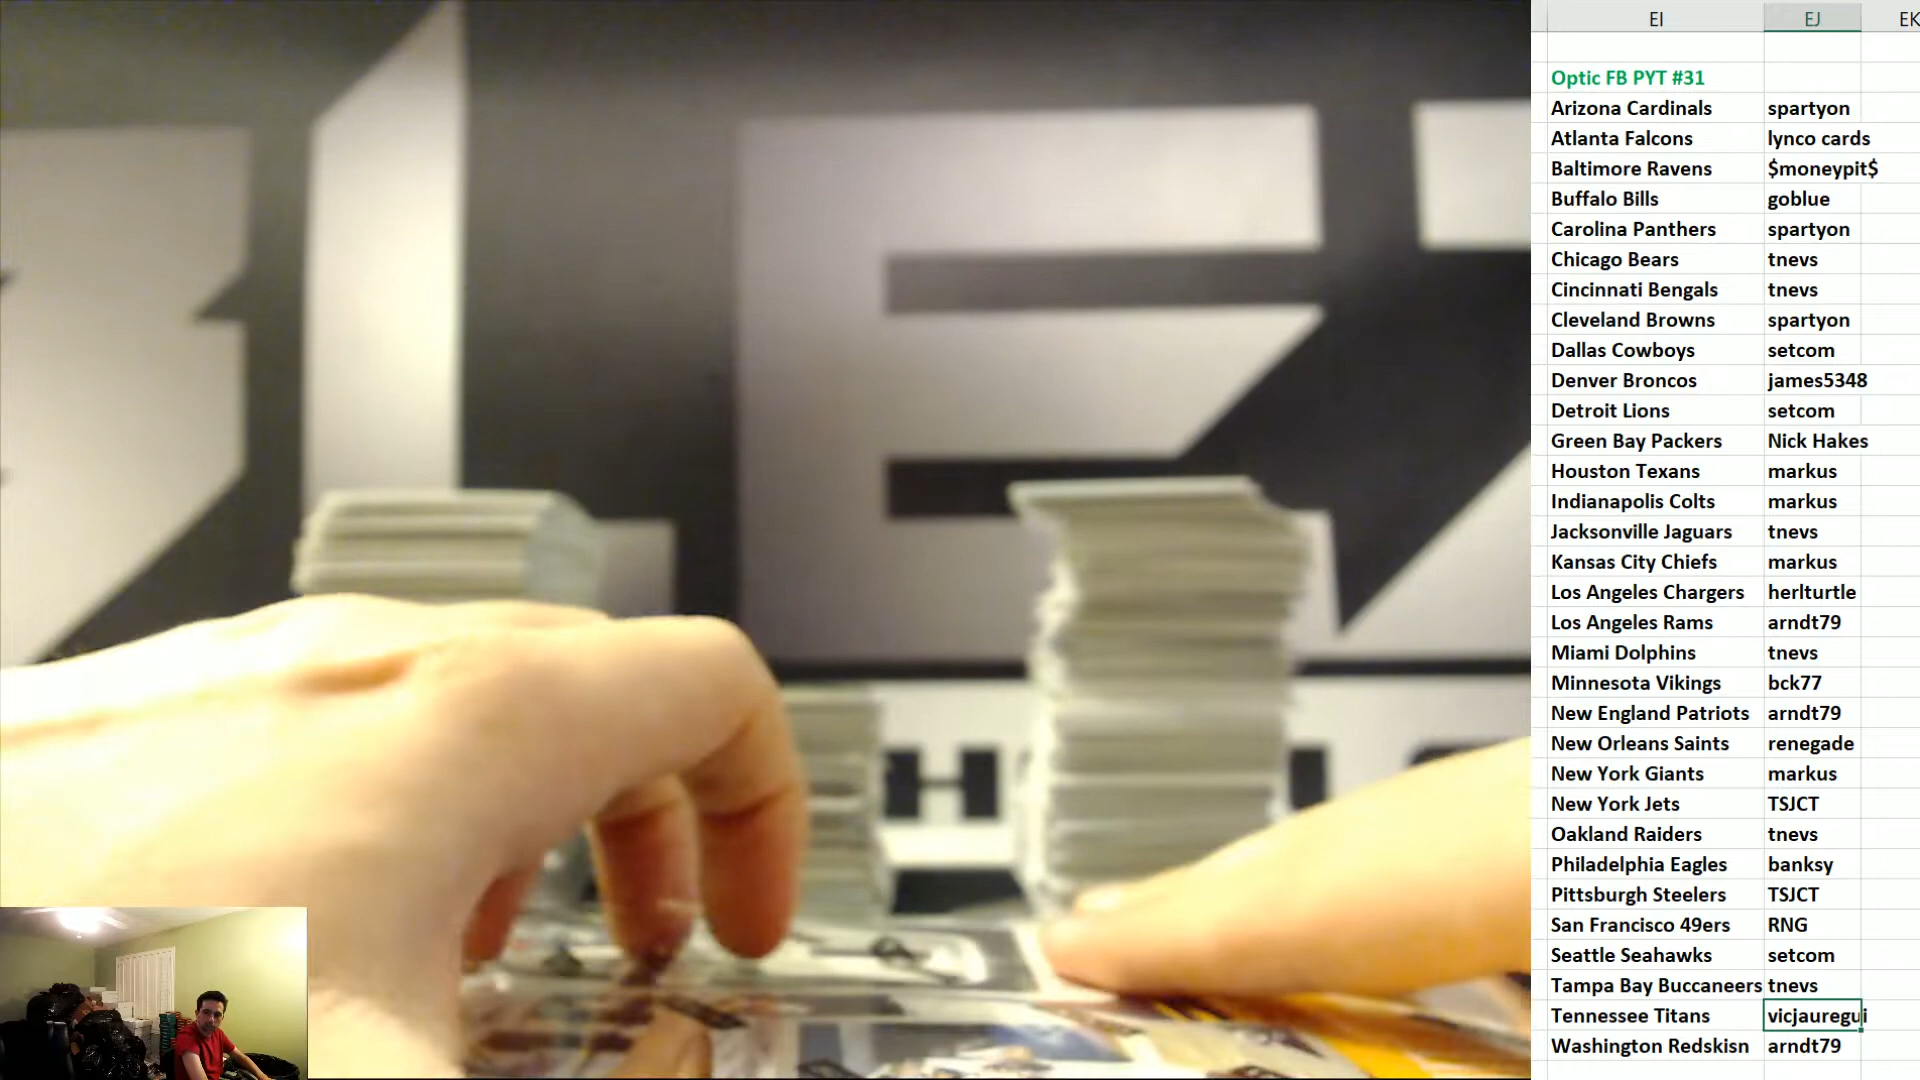 EI EJ EK
Optic FB PYT #31
Arizona Cardinals spartyon
Atlanta Falcons lynco cards
Baltimore Ravens $moneypit$
Buffalo Bills goblue
Carolina Panthers spartyon
Chicago Bears tnevs
Cincinnati Bengals tnevs
Cleveland Browns spartyon
Dallas Cowboys setcom
Denver Broncos james5348
Detroit Lions setcom
Green Bay Packers Nick Hakes
Houston Texans markus
Indianapolis Colts markus
Jacksonville Jaguars tnevs
Kansas City Chiefs markus
Los Angeles Chargers herlturtle
Los Angeles Rams arndt79
Miami Dolphins tnevs
Minnesota Vikings bck77
New England Patriots arndt79
New Orleans Saints renegade
New York Giants markus
New York Jets TSJCT
Oakland Raiders tnevs
Philadelphia Eagles banksy
Pittsburgh Steelers TSJCT
San Francisco 49ers RNG
Seattle Seahawks setcom
Tampa Bay Buccaneers tnevs
Tennessee Titans vicjauregui
Washington Redskisn arndt79